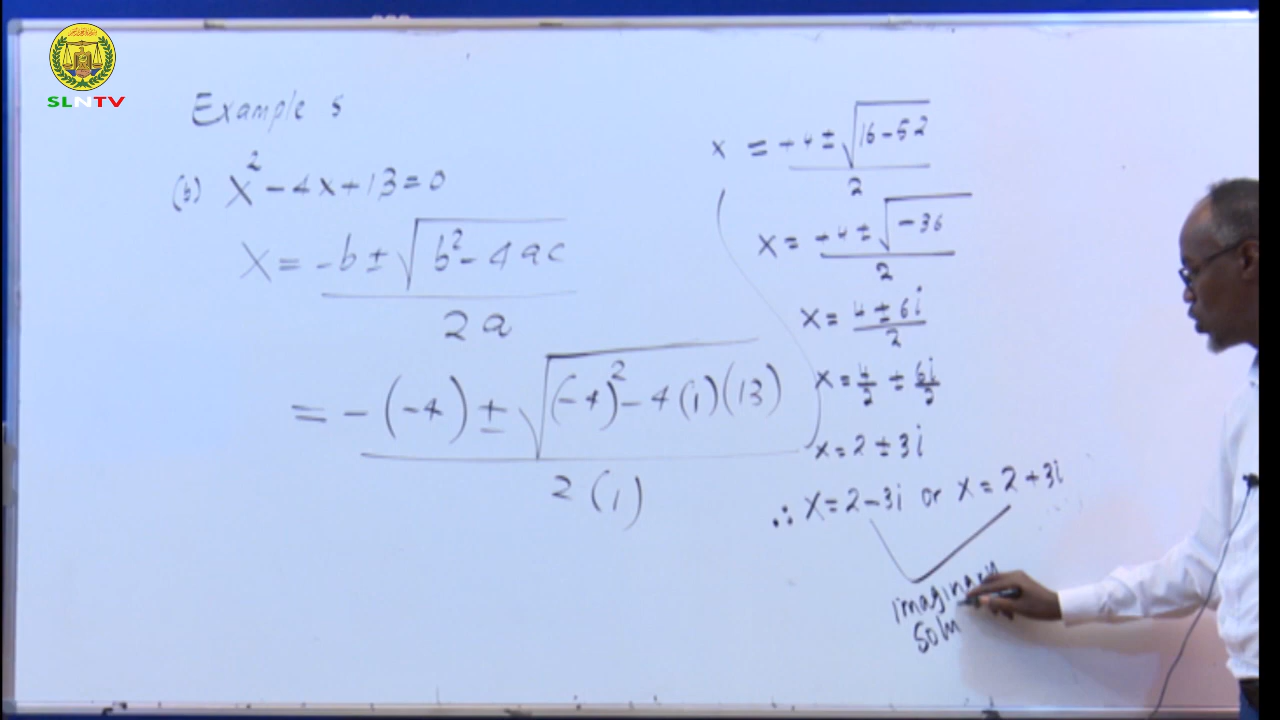 SLNTV
Example 5
(b) x² - 4x + 13 = 0
x = -b ± √(b² - 4ac)
2a
= -(-4) ± √((-4)² - 4(1)(13))
2(1)
x = +4 ± √(16 - 52)
2
x = +4 ± √(-36)
2
x = 4 ± 6i
2
x = 4/2 ± 6i/2
x = 2 ± 3i
∴ x = 2 - 3i or x = 2 + 3i
imaginary
Soln